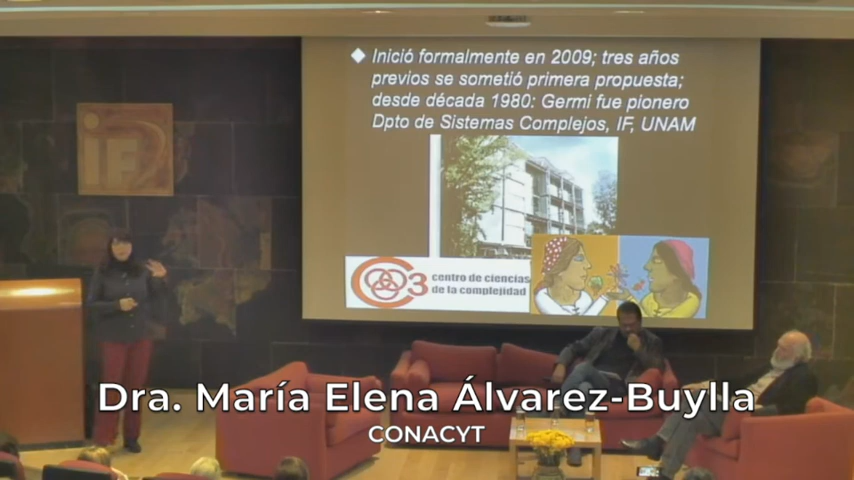 ◆ Inició formalmente en 2009; tres años
previos se sometió primera propuesta;
desde década 1980: Germi fue pionero
Dpto de Sistemas Complejos, IF, UNAM
iF
C3 centro de ciencias
de la complejidad
Dra. María Elena Álvarez-Buylla
CONACYT